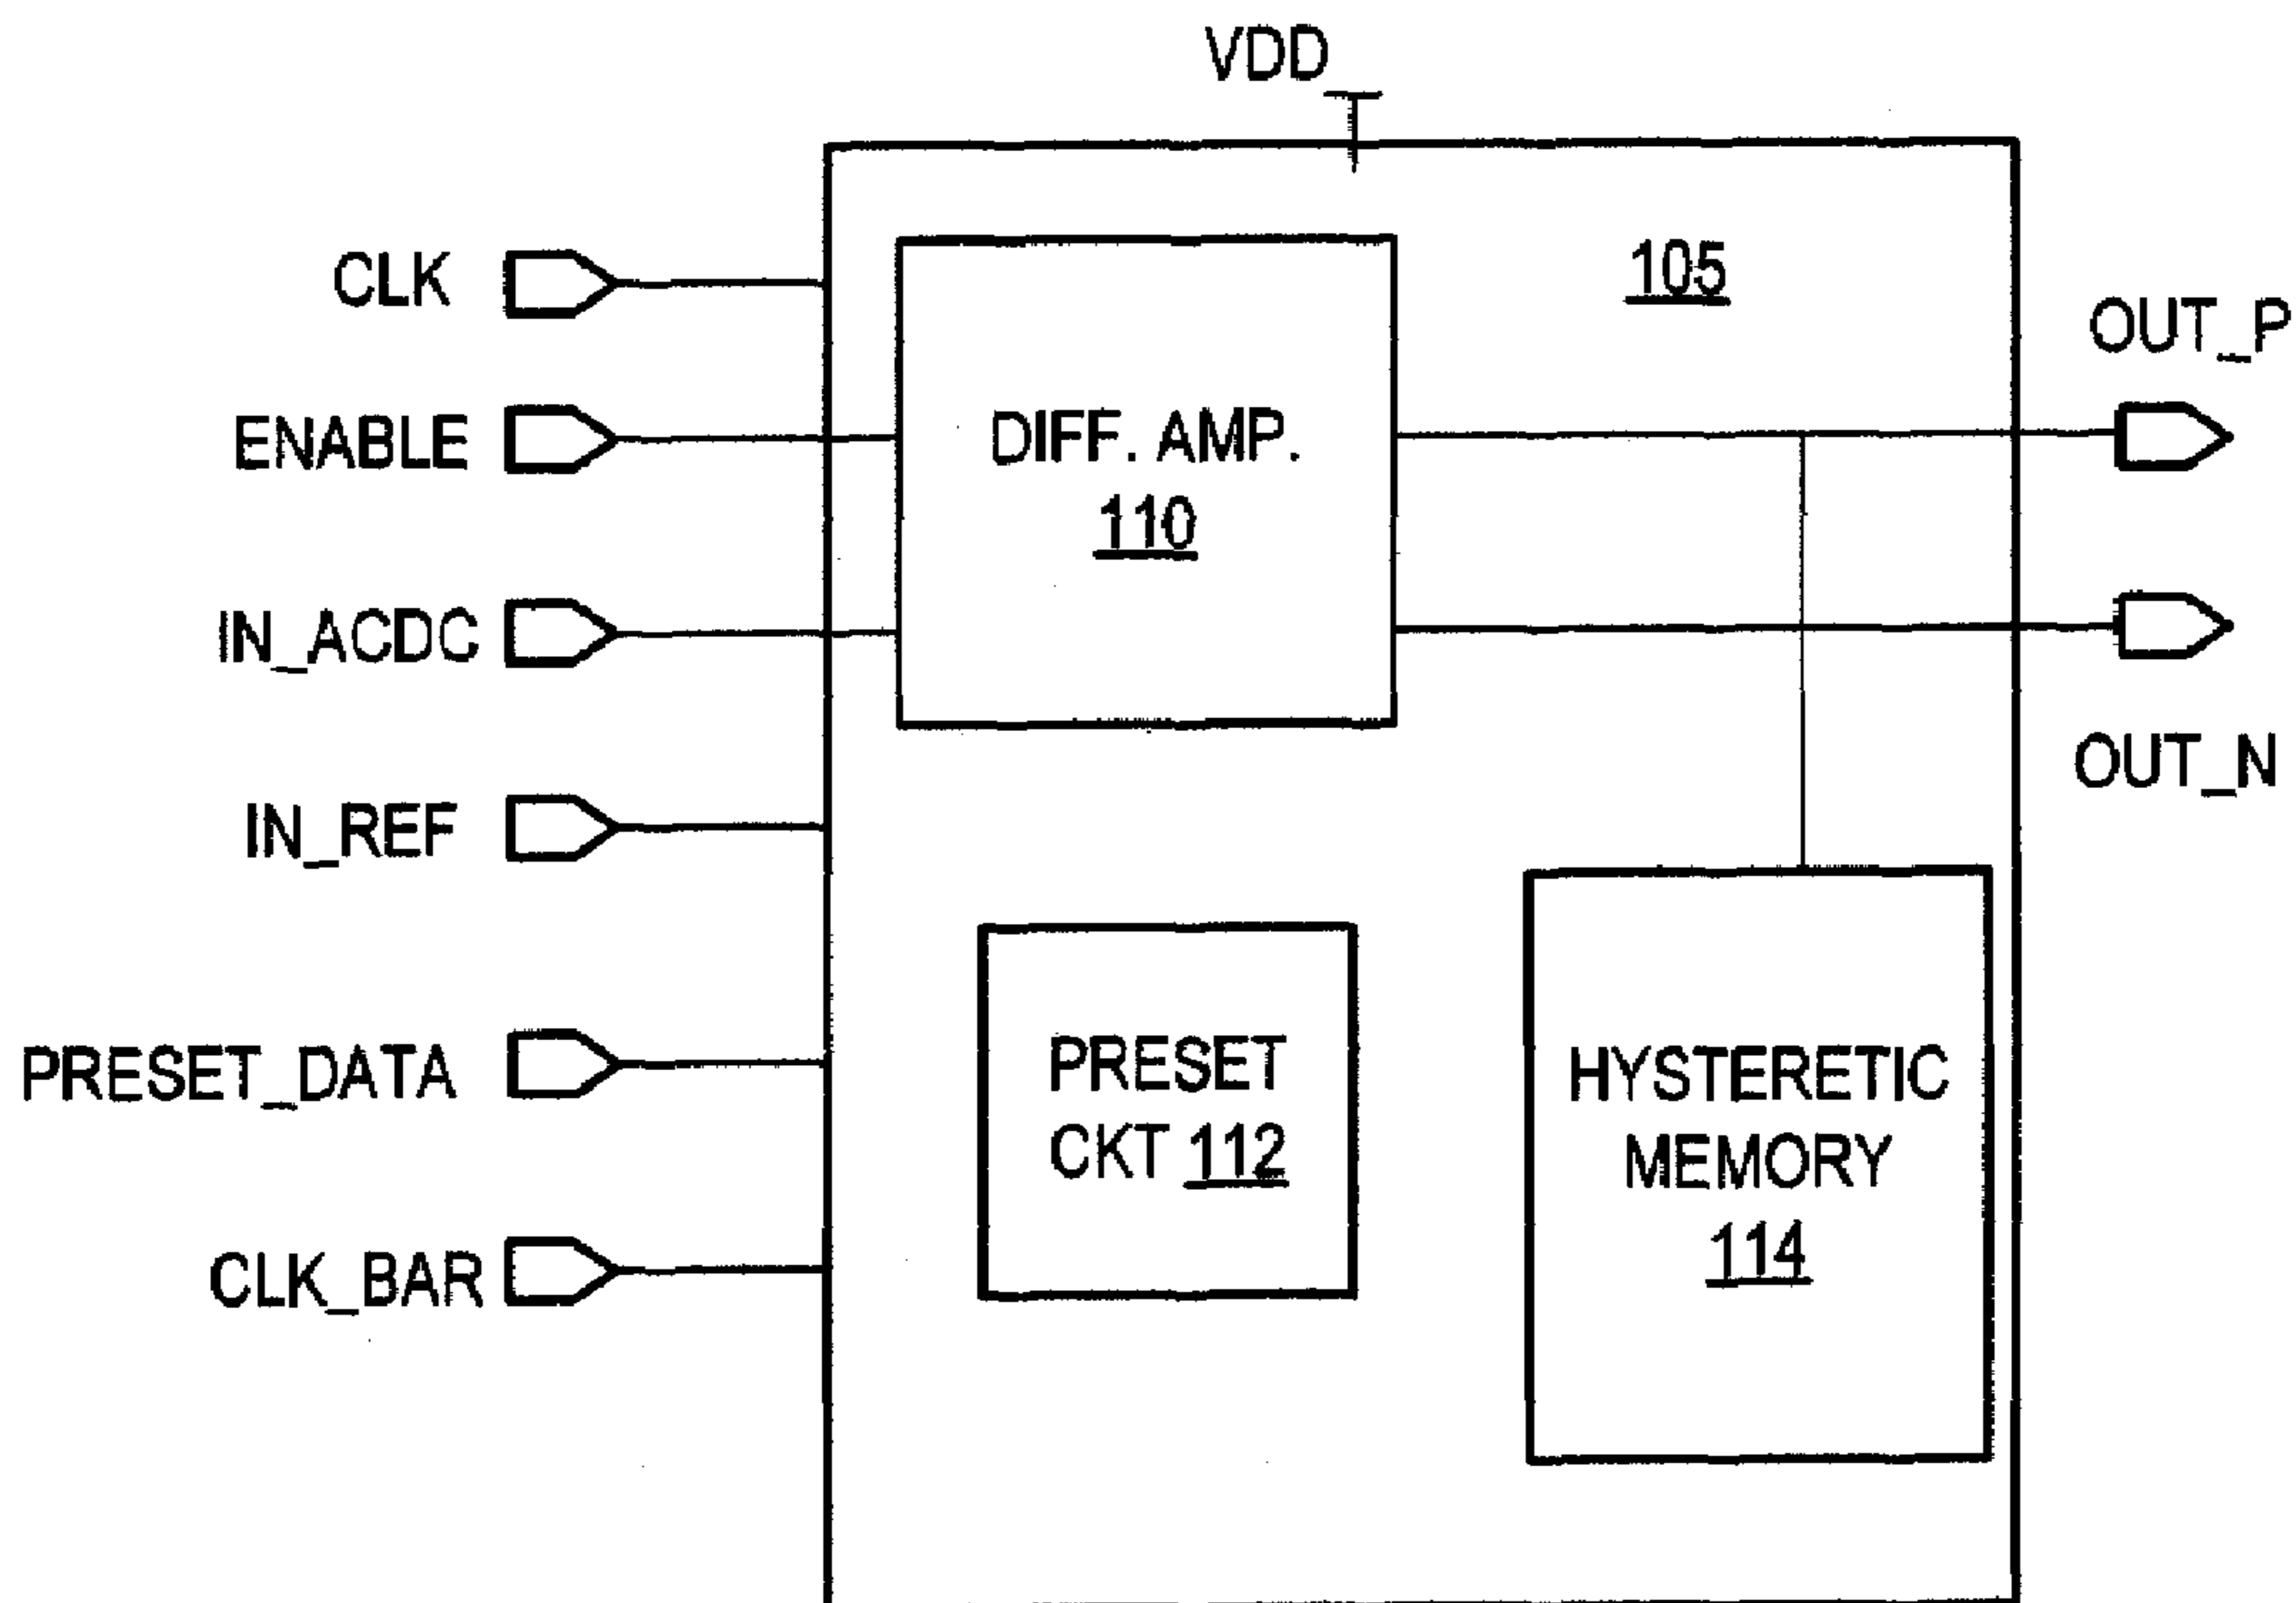 VDD
105
CLK
ENABLE
IN_ACDC
IN_REF
PRESET_DATA
CLK_BAR
DIFF. AMP.
110
PRESET
CKT 112
HYSTERETIC
MEMORY
114
OUT_P
OUT_N